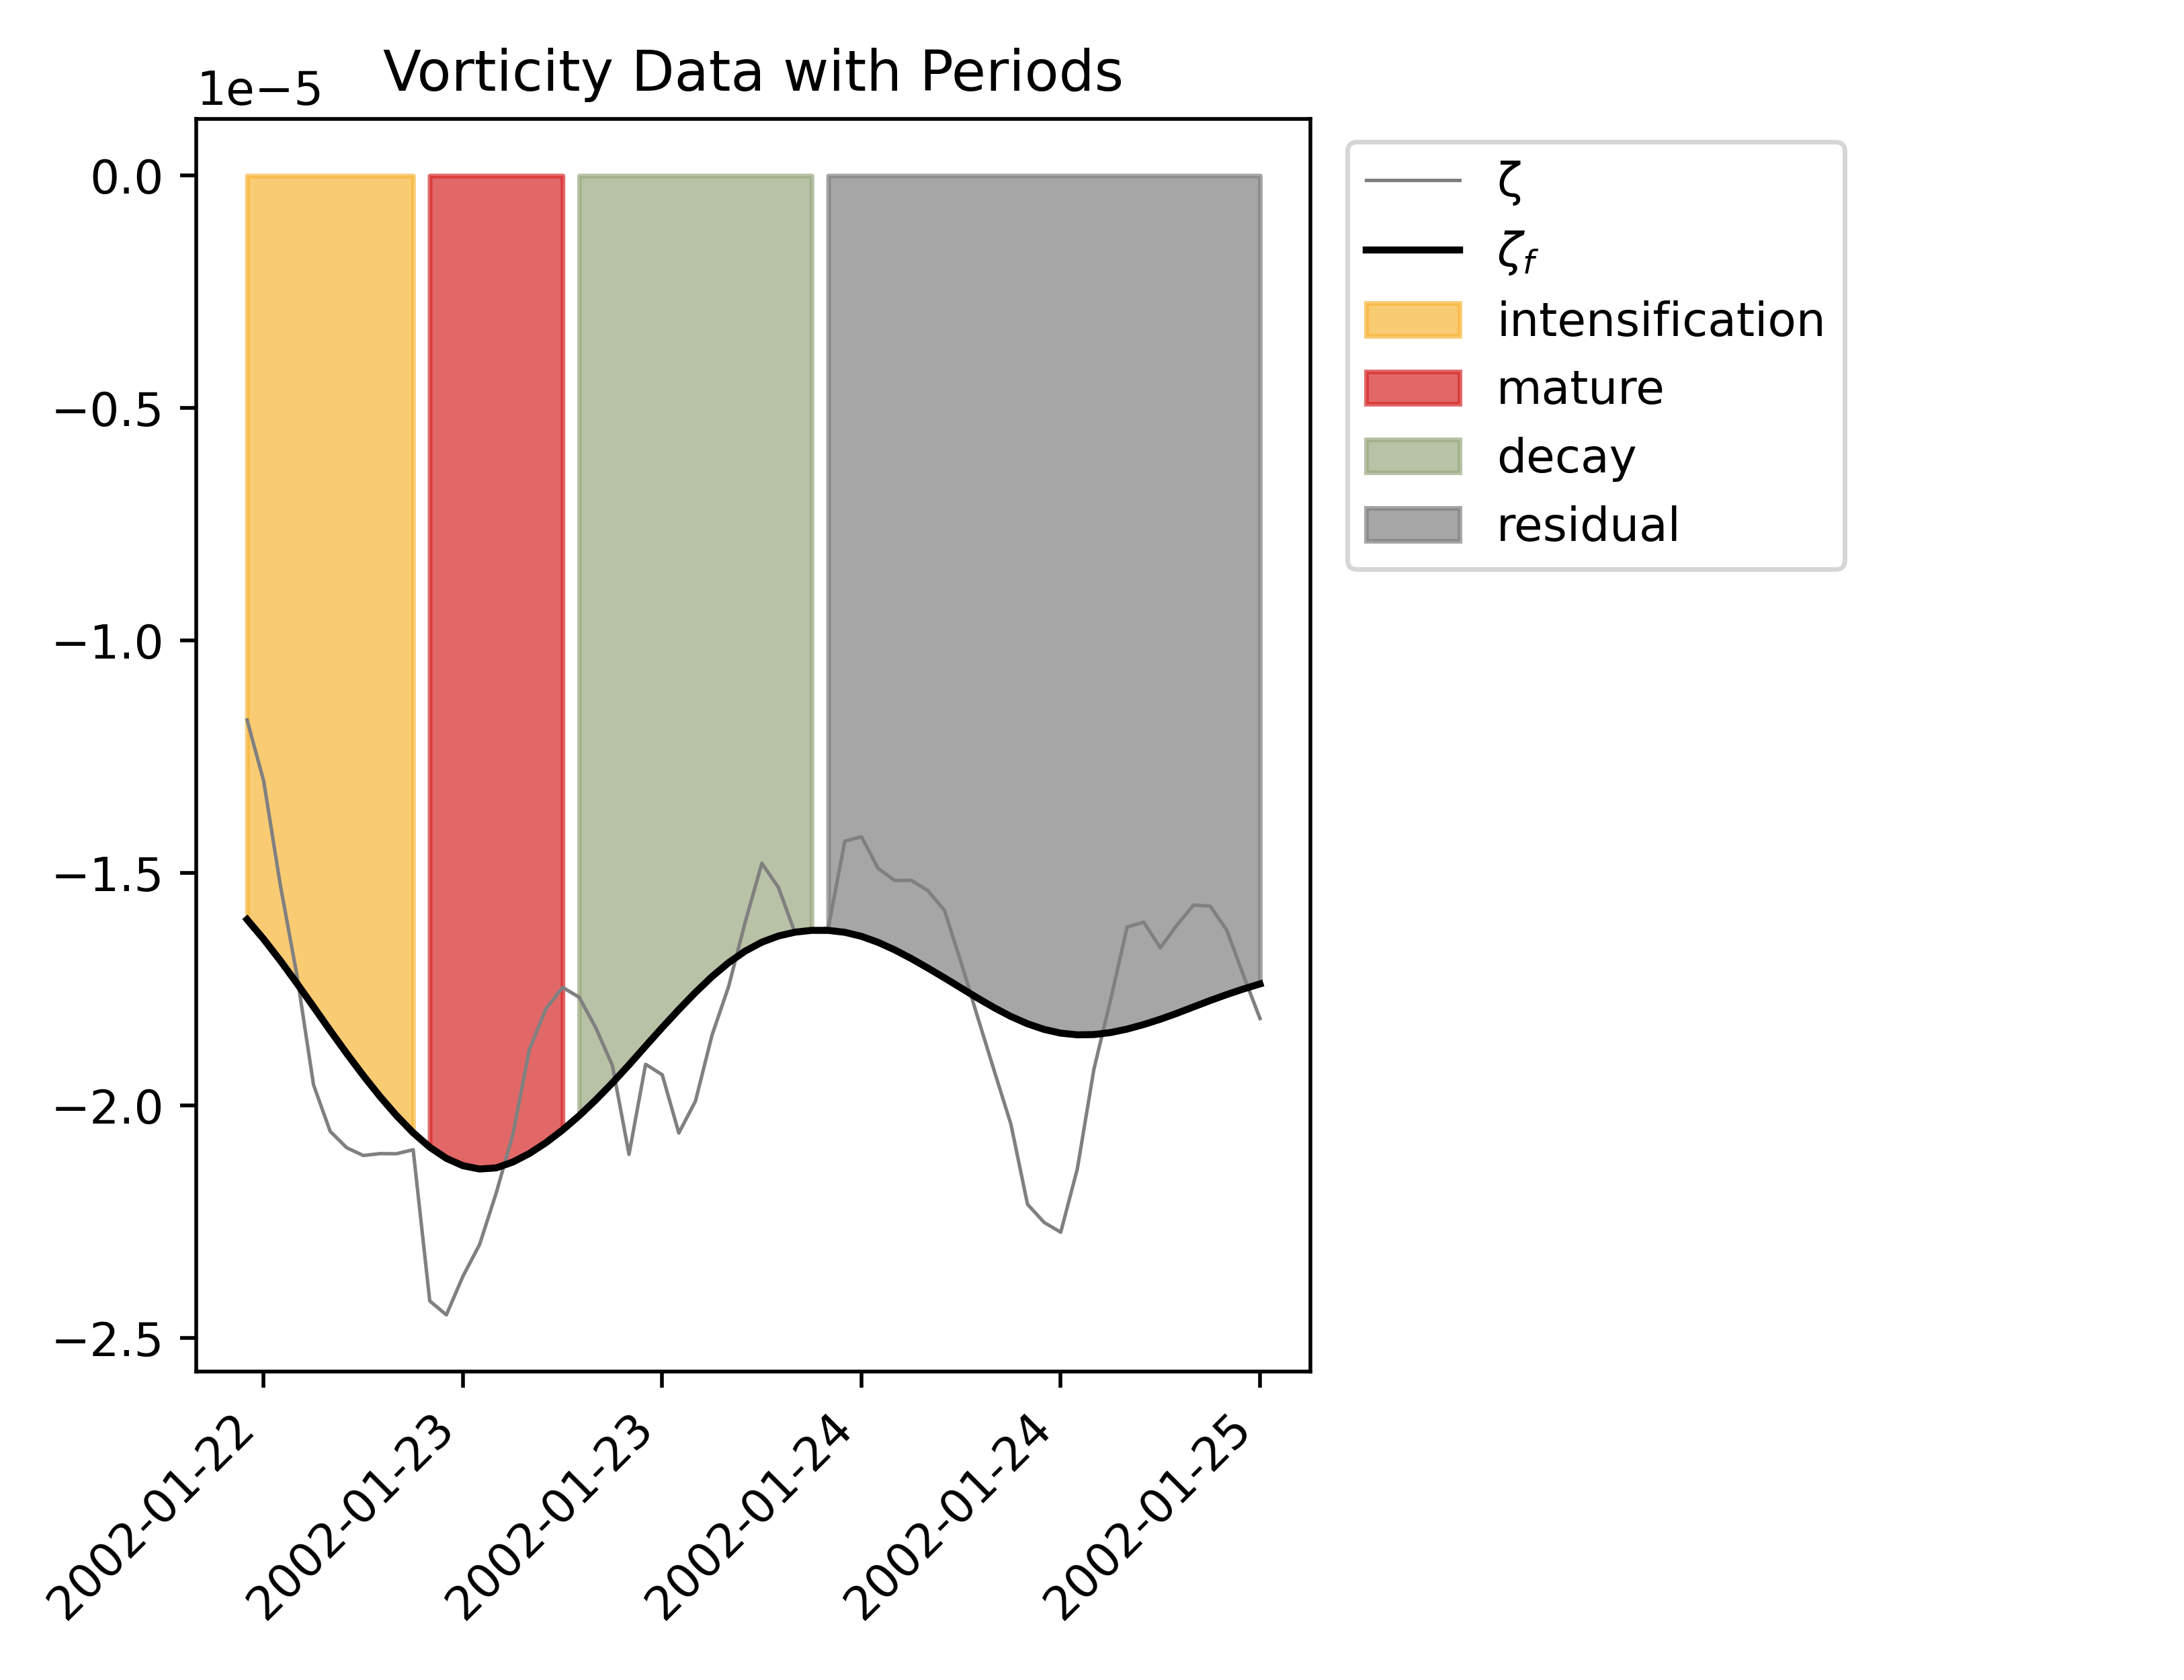 Vorticity Data with Periods
1e−5
0.0
−0.5
−1.0
−1.5
−2.0
−2.5
2002-01-22
2002-01-23
2002-01-23
2002-01-24
2002-01-24
2002-01-25
ζ
ζf
intensification
mature
decay
residual